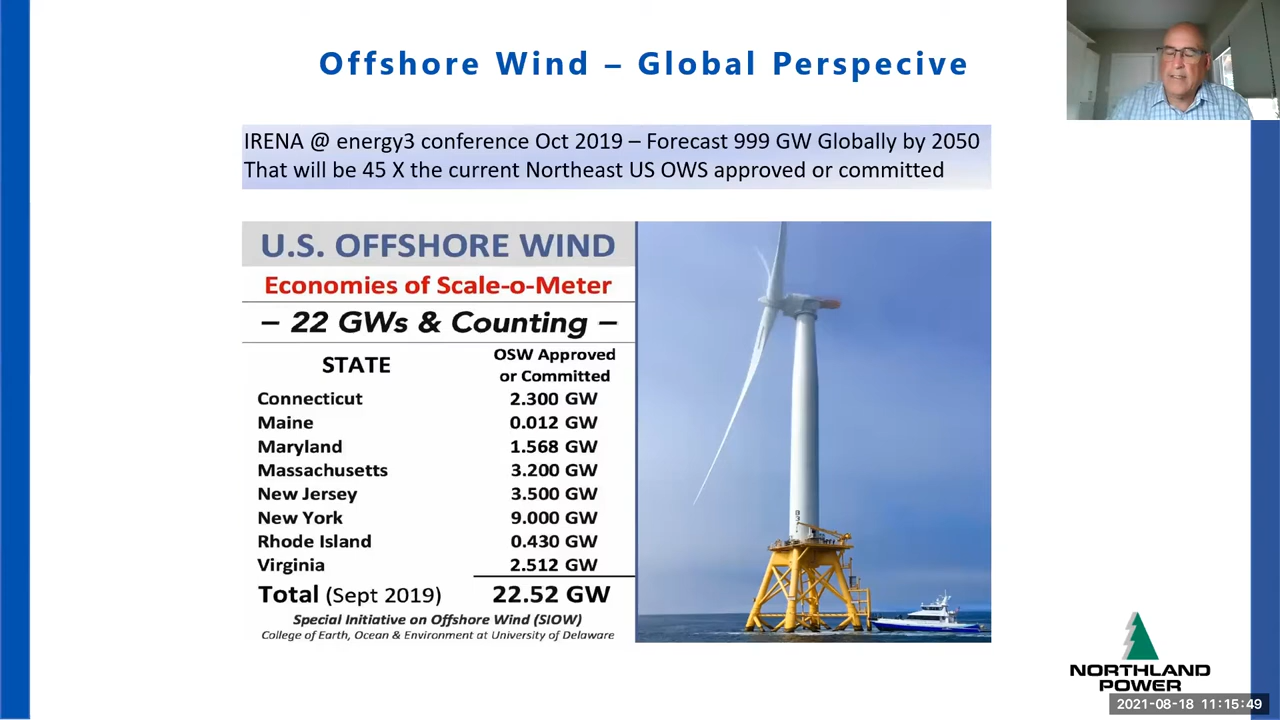 Offshore Wind – Global Perspecive
IRENA @ energy3 conference Oct 2019 – Forecast 999 GW Globally by 2050
That will be 45 X the current Northeast US OWS approved or committed
U.S. OFFSHORE WIND
Economies of Scale-o-Meter
– 22 GWs & Counting –
STATE OSW Approved
or Committed
Connecticut 2.300 GW
Maine 0.012 GW
Maryland 1.568 GW
Massachusetts 3.200 GW
New Jersey 3.500 GW
New York 9.000 GW
Rhode Island 0.430 GW
Virginia 2.512 GW
Total (Sept 2019) 22.52 GW
Special Initiative on Offshore Wind (SIOW)
College of Earth, Ocean & Environment at University of Delaware
NORTHLAND
POWER
2021-08-18 11:15:49